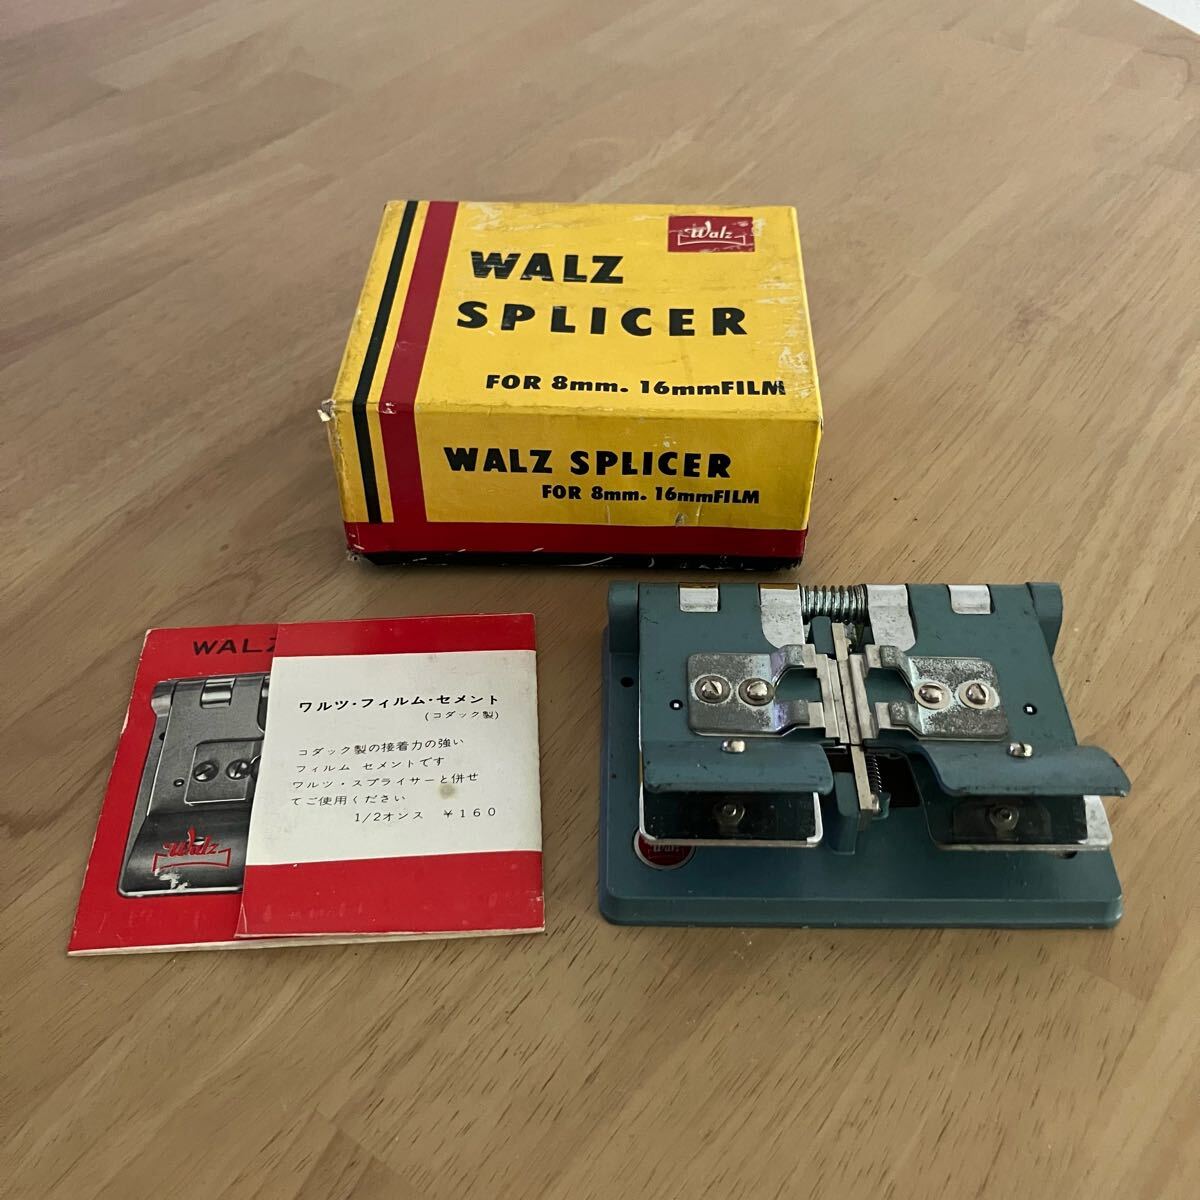 Walz
WALZ
SPLICER
FOR 8mm. 16mmFILM
WALZ SPLICER
FOR 8mm. 16mmFILM
WALZ
Walz
ワルツ・フィルム・セメント
(コダック製)
コダック製の接着力の強い
フィルム セメントです
ワルツ・スプライサーと併せ
てご使用ください
1/2オンス ￥160
Walz